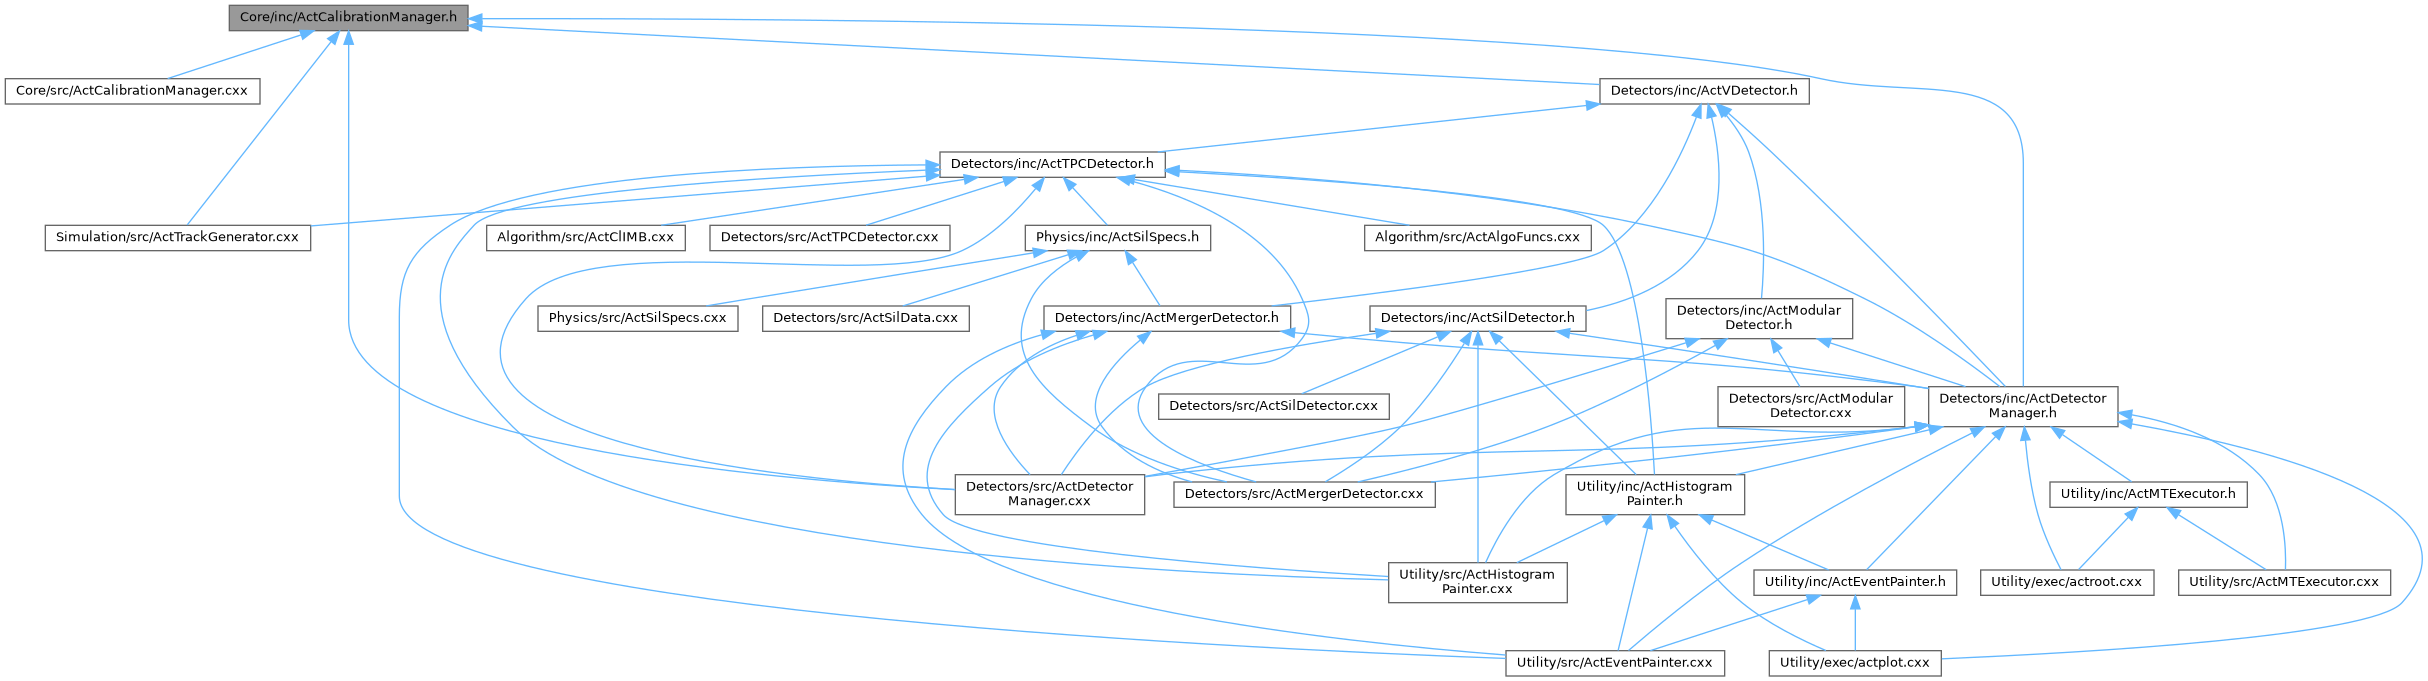 Core/inc/ActCalibrationManager.h
Core/src/ActCalibrationManager.cxx
Detectors/inc/ActVDetector.h
Detectors/inc/ActTPCDetector.h
Simulation/src/ActTrackGenerator.cxx
Algorithm/src/ActClIMB.cxx
Detectors/src/ActTPCDetector.cxx
Physics/inc/ActSilSpecs.h
Algorithm/src/ActAlgoFuncs.cxx
Physics/src/ActSilSpecs.cxx
Detectors/src/ActSilData.cxx
Detectors/inc/ActMergerDetector.h
Detectors/inc/ActSilDetector.h
Detectors/inc/ActModular
Detector.h
Detectors/src/ActSilDetector.cxx
Detectors/src/ActModular
Detector.cxx
Detectors/inc/ActDetector
Manager.h
Detectors/src/ActDetector
Manager.cxx
Detectors/src/ActMergerDetector.cxx
Utility/inc/ActHistogram
Painter.h
Utility/inc/ActMTExecutor.h
Utility/src/ActHistogram
Painter.cxx
Utility/inc/ActEventPainter.h
Utility/exec/actroot.cxx
Utility/src/ActMTExecutor.cxx
Utility/src/ActEventPainter.cxx
Utility/exec/actplot.cxx